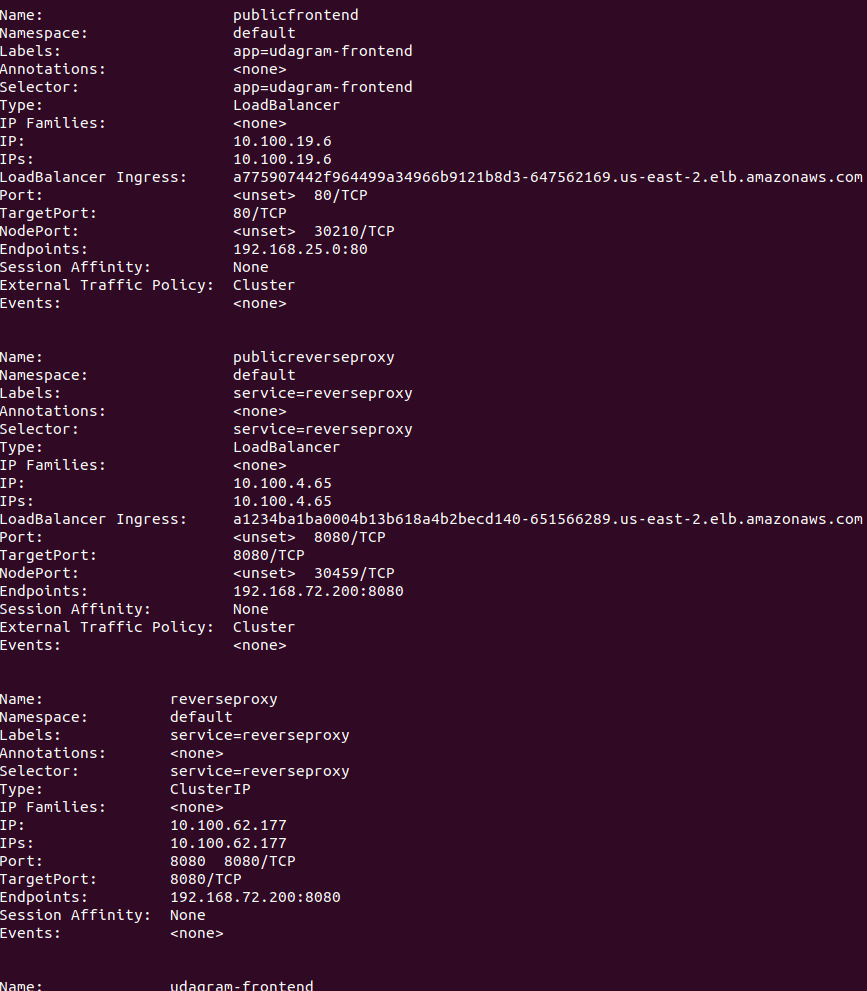 Name: publicfrontend
Namespace: default
Labels: app=udagram-frontend
Annotations: <none>
Selector: app=udagram-frontend
Type: LoadBalancer
IP Families: <none>
IP: 10.100.19.6
IPs: 10.100.19.6
LoadBalancer Ingress: a775907442f964499a34966b9121b8d3-647562169.us-east-2.elb.amazonaws.com
Port: <unset> 80/TCP
TargetPort: 80/TCP
NodePort: <unset> 30210/TCP
Endpoints: 192.168.25.0:80
Session Affinity: None
External Traffic Policy: Cluster
Events: <none>
Name: publicreverseproxy
Namespace: default
Labels: service=reverseproxy
Annotations: <none>
Selector: service=reverseproxy
Type: LoadBalancer
IP Families: <none>
IP: 10.100.4.65
IPs: 10.100.4.65
LoadBalancer Ingress: a1234ba1ba0004b13b618a4b2becd140-651566289.us-east-2.elb.amazonaws.com
Port: <unset> 8080/TCP
TargetPort: 8080/TCP
NodePort: <unset> 30459/TCP
Endpoints: 192.168.72.200:8080
Session Affinity: None
External Traffic Policy: Cluster
Events: <none>
Name: reverseproxy
Namespace: default
Labels: service=reverseproxy
Annotations: <none>
Selector: service=reverseproxy
Type: ClusterIP
IP Families: <none>
IP: 10.100.62.177
IPs: 10.100.62.177
Port: 8080 8080/TCP
TargetPort: 8080/TCP
Endpoints: 192.168.72.200:8080
Session Affinity: None
Events: <none>
Name: udagram-frontend